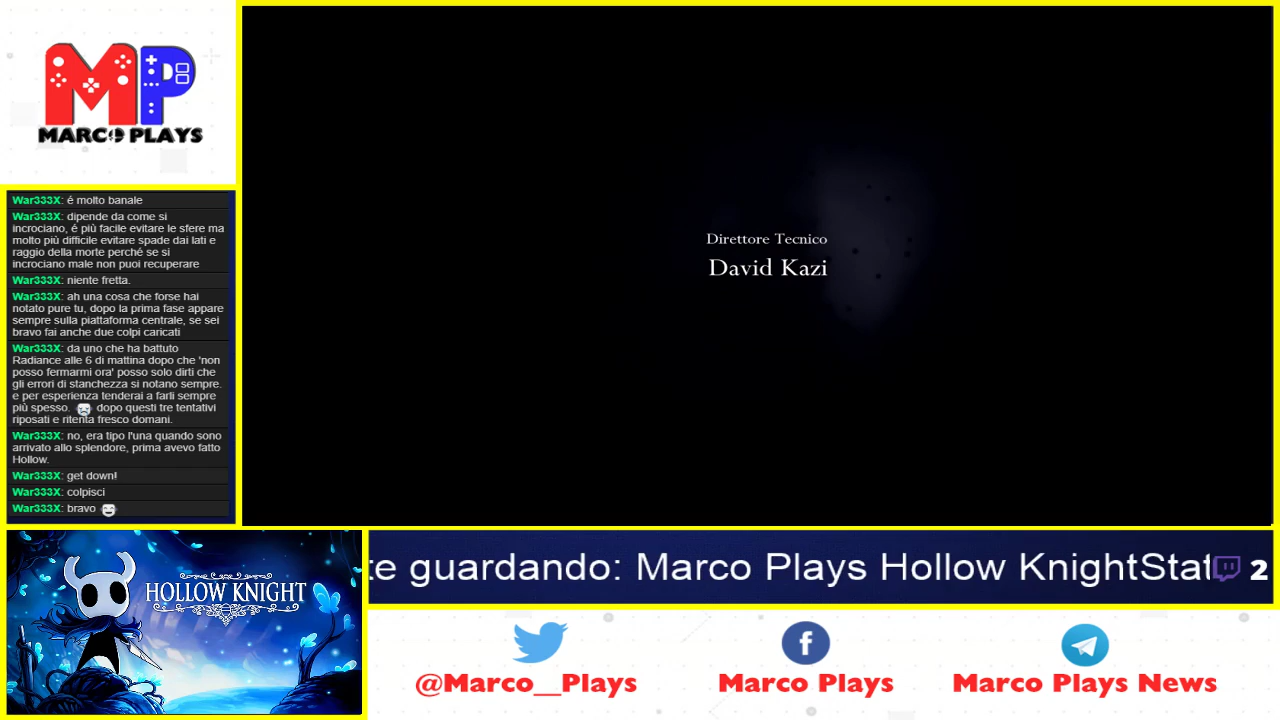 MP
MARCO PLAYS
War333X: é molto banale
War333X: dipende da come si
incrociano, é più facile evitare le sfere ma
molto più difficile evitare spade dai lati e
raggio della morte perché se si
incrociano male non puoi recuperare
War333X: niente fretta.
War333X: ah una cosa che forse hai
notato pure tu, dopo la prima fase appare
sempre sulla piattaforma centrale, se sei
bravo fai anche due colpi caricati
War333X: da uno che ha battuto
Radiance alle 6 di mattina dopo che 'non
posso fermarmi ora' posso solo dirti che
gli errori di stanchezza si notano sempre.
e per esperienza tenderai a farli sempre
più spesso. dopo questi tre tentativi
riposati e ritenta fresco domani.
War333X: no, era tipo l'una quando sono
arrivato allo splendore, prima avevo fatto
Hollow.
War333X: get down!
War333X: colpisci
War333X: bravo
Direttore Tecnico
David Kazi
HOLLOW KNIGHT
te guardando: Marco Plays Hollow KnightStat
2
@Marco__Plays
Marco Plays
Marco Plays News